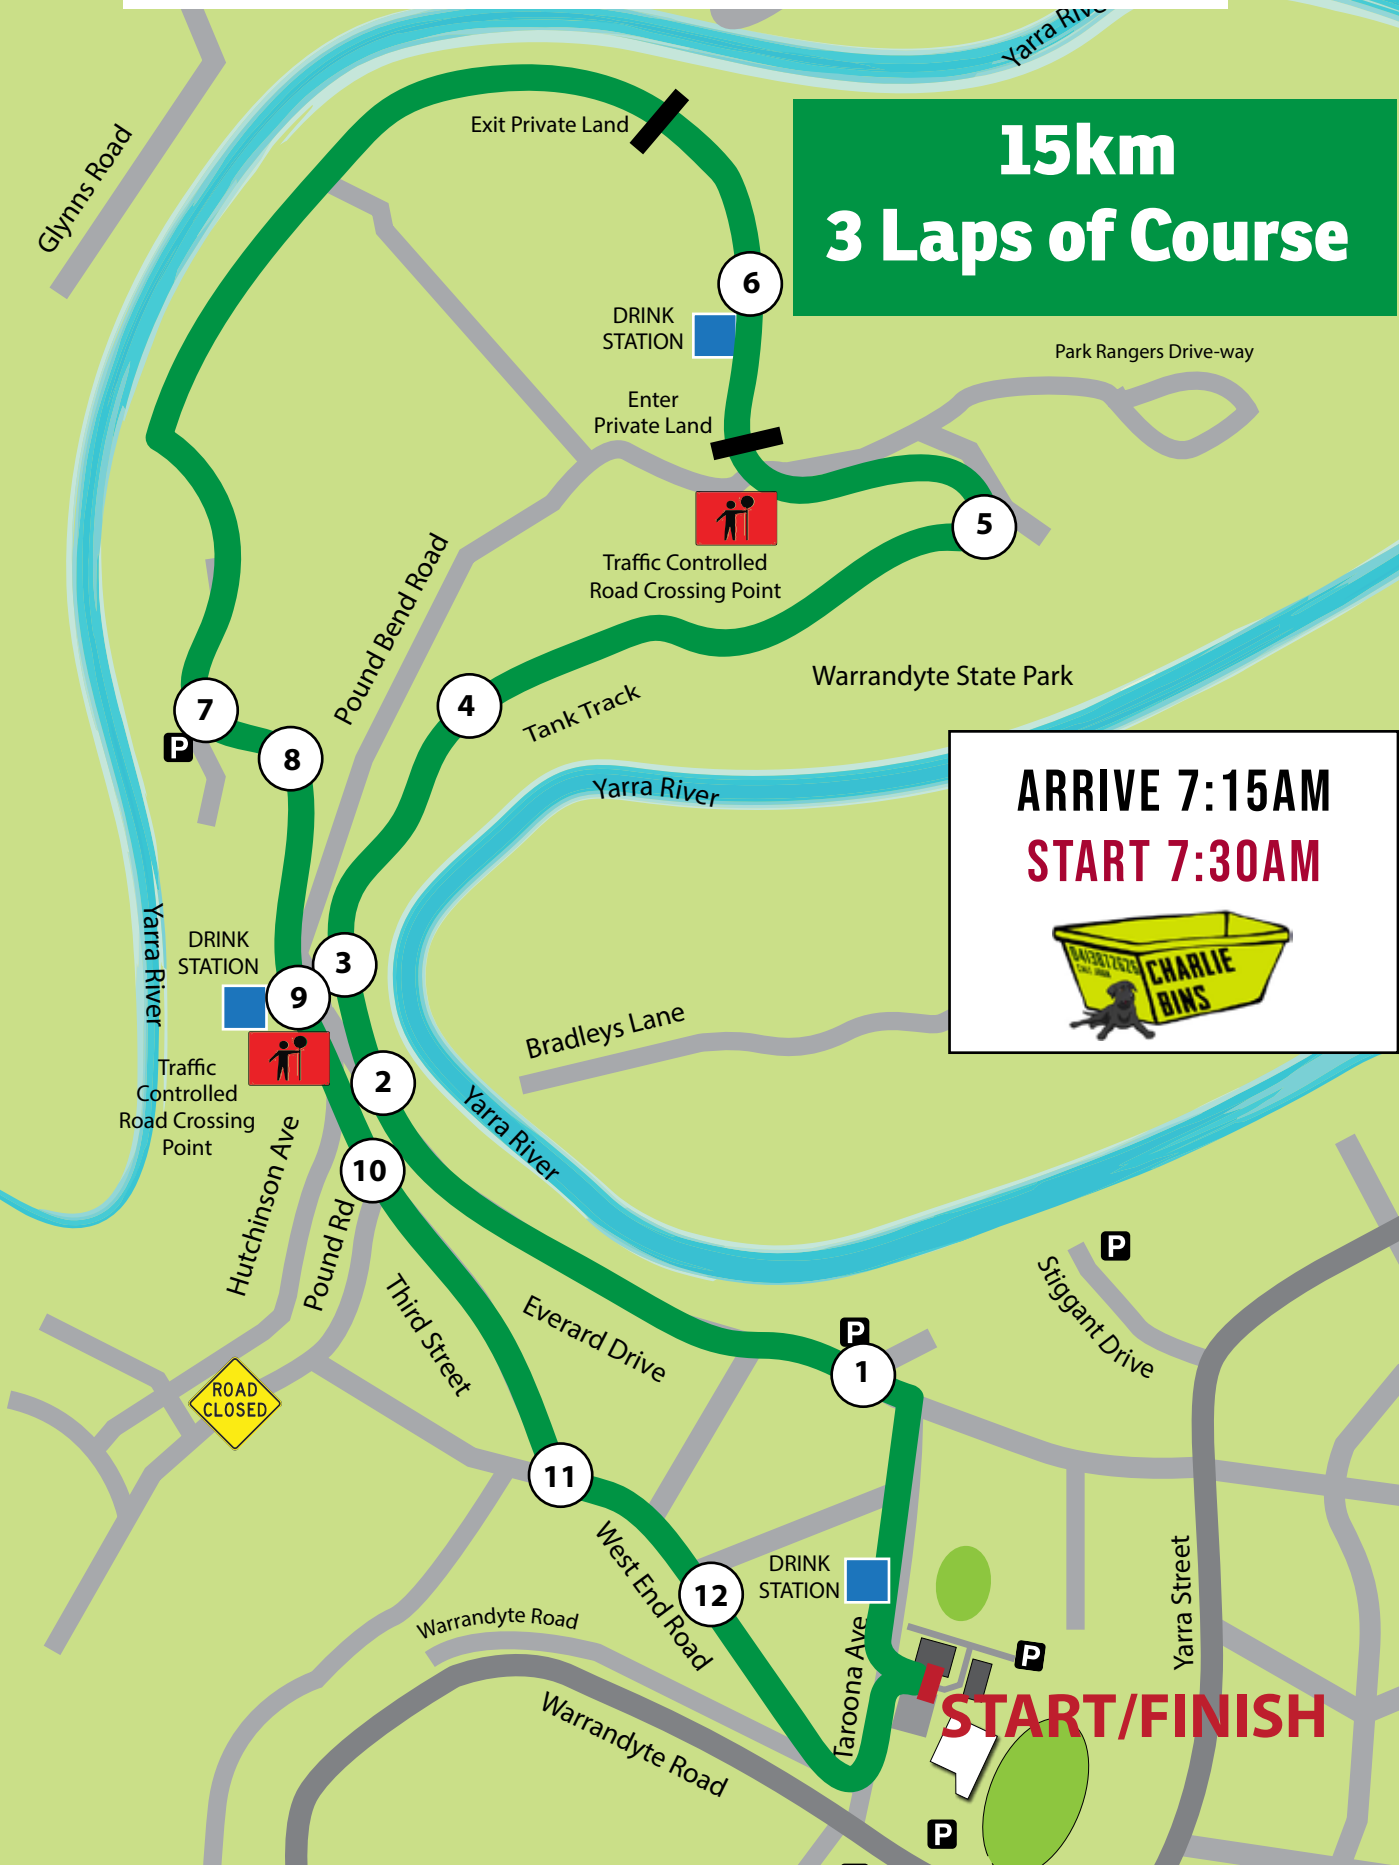 Yarra River
Glynns Road
Exit Private Land
15km
3 Laps of Course
6
DRINK
STATION
Park Rangers Drive-way
Enter
Private Land
5
Traffic Controlled
Road Crossing Point
Pound Bend Road
Warrandyte State Park
4
Tank Track
7
P
8
Yarra River
ARRIVE 7:15AM
START 7:30AM
0413872626
CHARLIE
BINS
Yarra River
DRINK
STATION
3
9
Bradleys Lane
Traffic
Controlled
Road Crossing
Point
2
Yarra River
Hutchinson Ave
10
Pound Rd
P
Stiggant Drive
Third Street
Everard Drive
P
1
ROAD
CLOSED
11
West End Road
12
DRINK
STATION
Yarra Street
Warrandyte Road
Taroona Ave
P
START/FINISH
Warrandyte Road
P